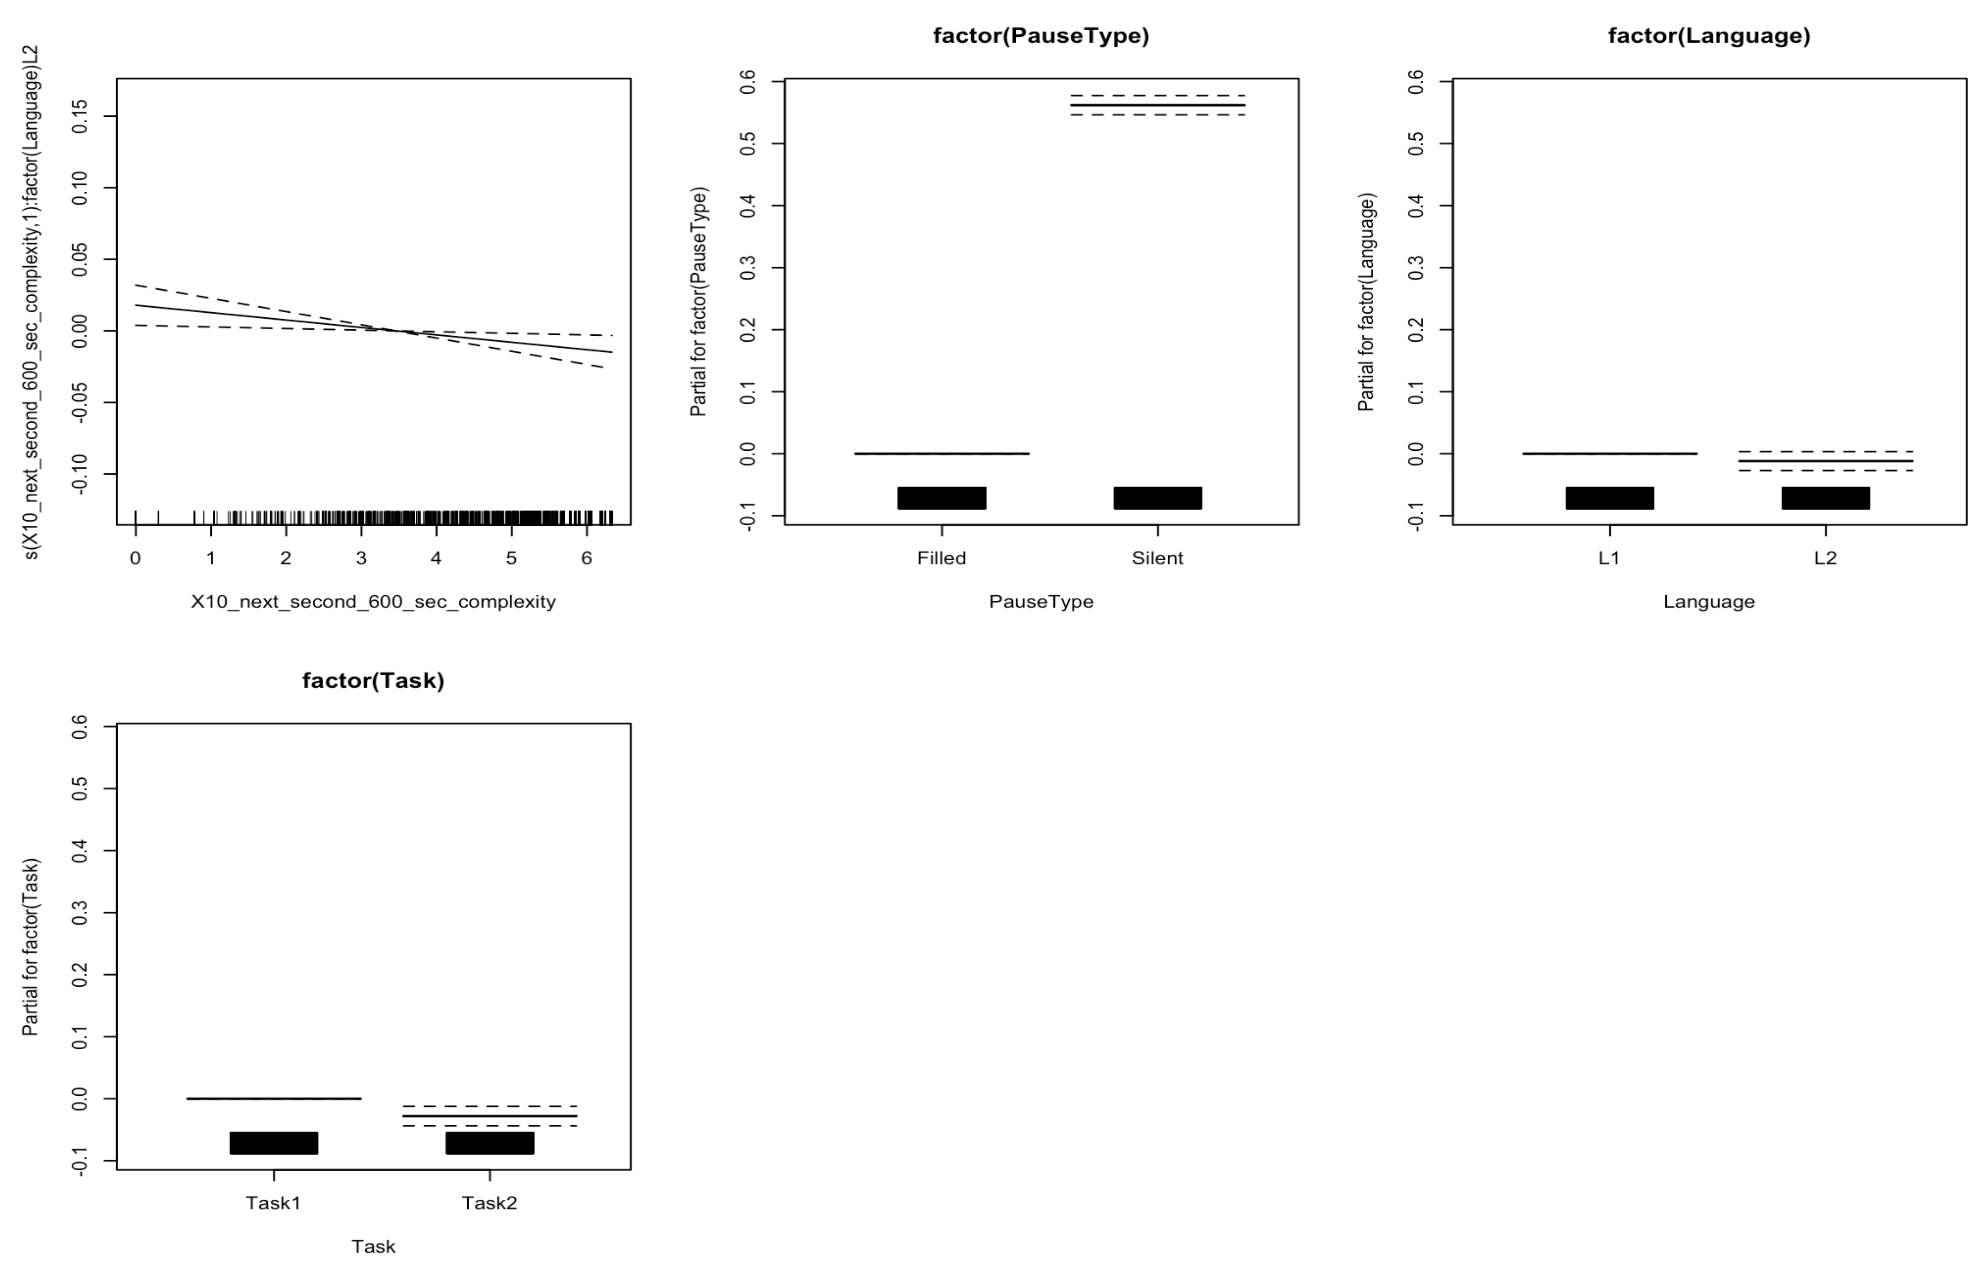 s(X10_next_second_600_sec_complexity,1):factor(Language)L2
0.15
0.10
0.05
0.00
-0.05
-0.10
0 1 2 3 4 5 6
X10_next_second_600_sec_complexity
factor(PauseType)
Partial for factor(PauseType)
0.6
0.5
0.4
0.3
0.2
0.1
0.0
-0.1
Filled Silent
PauseType
factor(Language)
Partial for factor(Language)
0.6
0.5
0.4
0.3
0.2
0.1
0.0
-0.1
L1 L2
Language
factor(Task)
Partial for factor(Task)
0.6
0.5
0.4
0.3
0.2
0.1
0.0
-0.1
Task1 Task2
Task